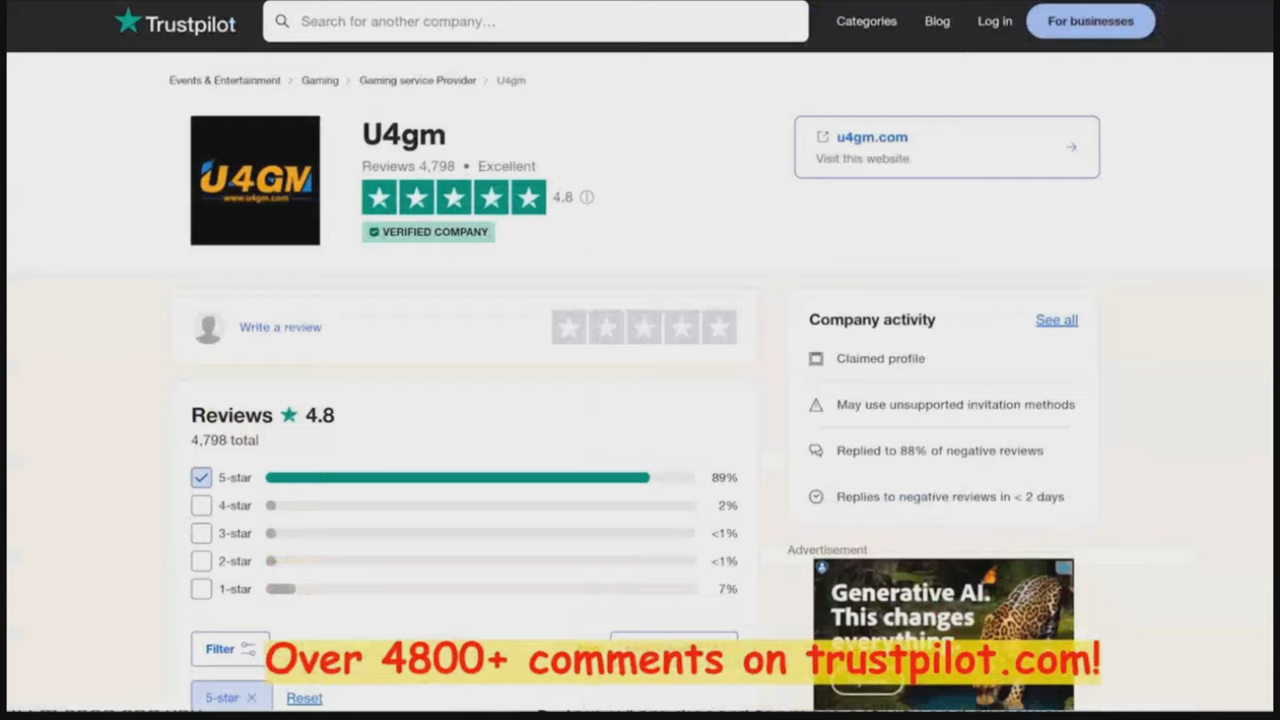 Trustpilot
Search for another company...
Categories
Blog
Log in
For businesses
Events & Entertainment > Gaming > Gaming service Provider > U4gm
U4GM
www.u4gm.com
U4gm
Reviews 4,798 • Excellent
4.8
VERIFIED COMPANY
u4gm.com
Visit this website
Write a review
Company activity
See all
Claimed profile
May use unsupported invitation methods
Replied to 88% of negative reviews
Replies to negative reviews in < 2 days
Reviews ★ 4.8
4,798 total
5-star 89%
4-star 2%
3-star <1%
2-star <1%
1-star 7%
Advertisement
Generative AI.
This changes
everything.
Filter
Over 4800+ comments on trustpilot.com!
5-star ×
Reset